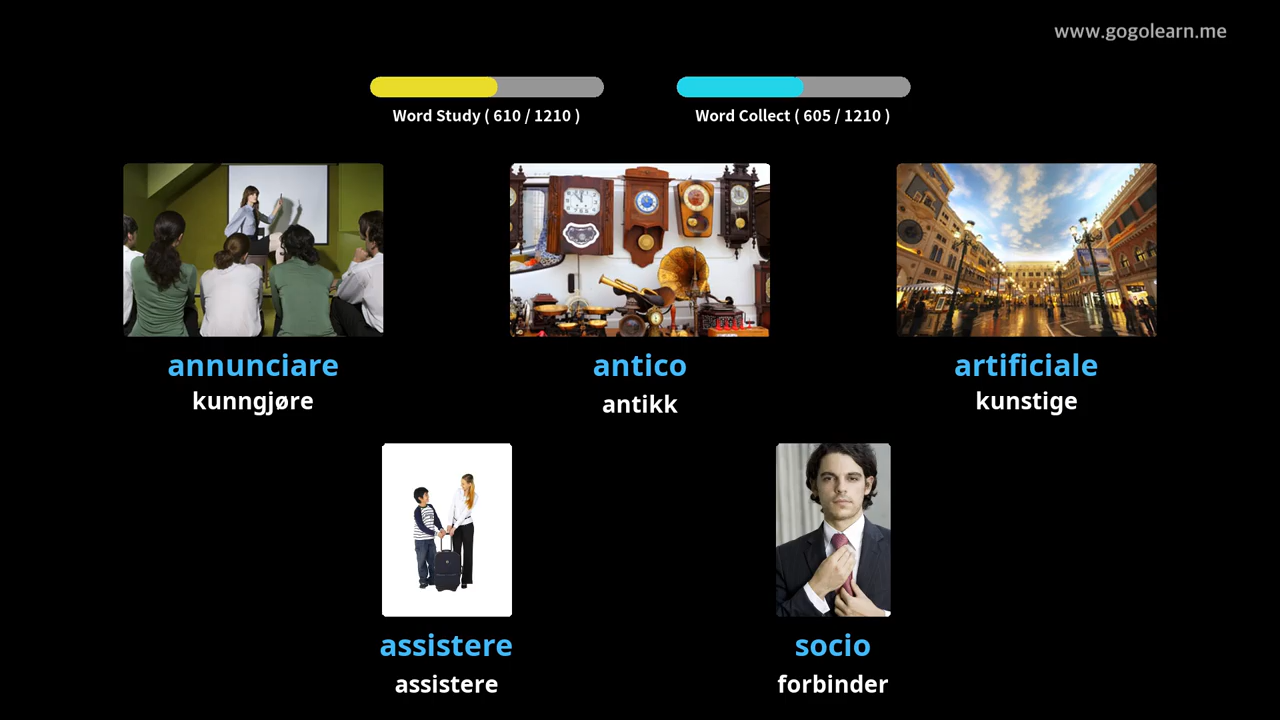 www.gogolearn.me
Word Study ( 610 / 1210 )
Word Collect ( 605 / 1210 )
annunciare
kunngjøre
antico
antikk
artificiale
kunstige
assistere
assistere
socio
forbinder